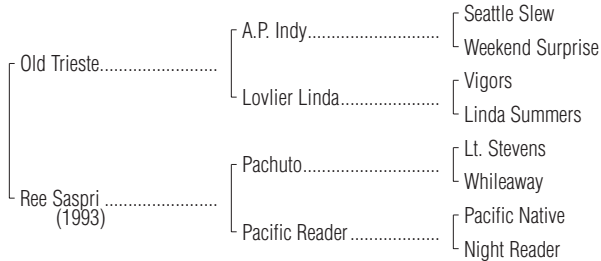 Seattle Slew
A.P. Indy
Weekend Surprise
Old Trieste
Vigors
Lovlier Linda
Linda Summers
Lt. Stevens
Pachuto
Whileaway
Ree Saspri
(1993)
Pacific Native
Pacific Reader
Night Reader